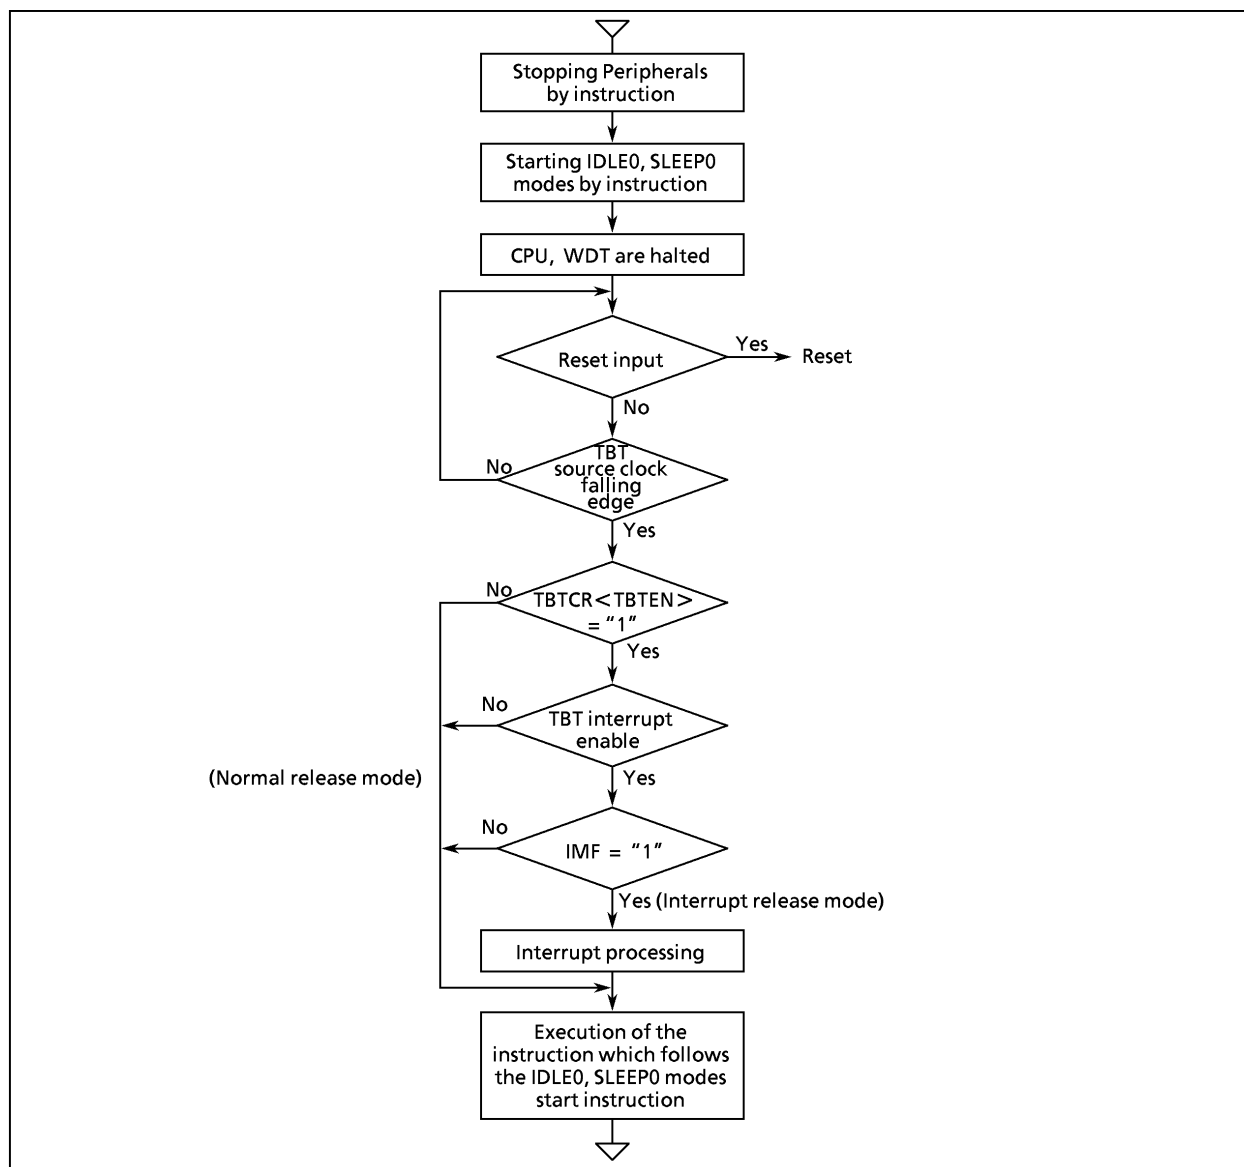 Stopping Peripherals
by instruction
Starting IDLE0, SLEEP0
modes by instruction
CPU, WDT are halted
Reset input
Yes
Reset
No
TBT
source clock
falling
edge
No
Yes
TBTCR<TBTEN>
= “1”
No
Yes
TBT interrupt
enable
No
Yes
(Normal release mode)
IMF = “1”
No
Yes (Interrupt release mode)
Interrupt processing
Execution of the
instruction which follows
the IDLE0, SLEEP0 modes
start instruction